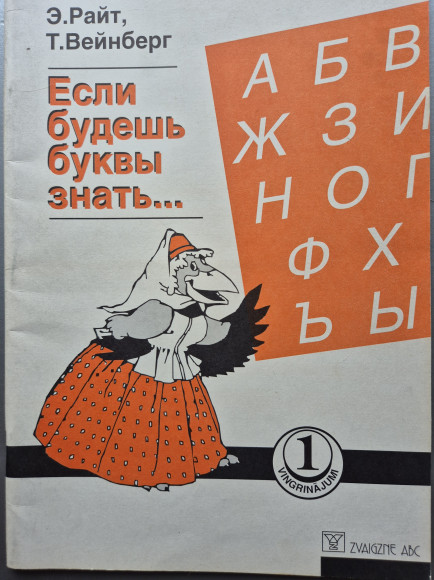 Э.Райт,
Т.Вейнберг
Если
будешь
буквы
знать...
А Б В
Ж З И
Н О Г
Ф Х
Ъ Ы
1
VINGRINĀJUMI
ZVAIGZNE ABC